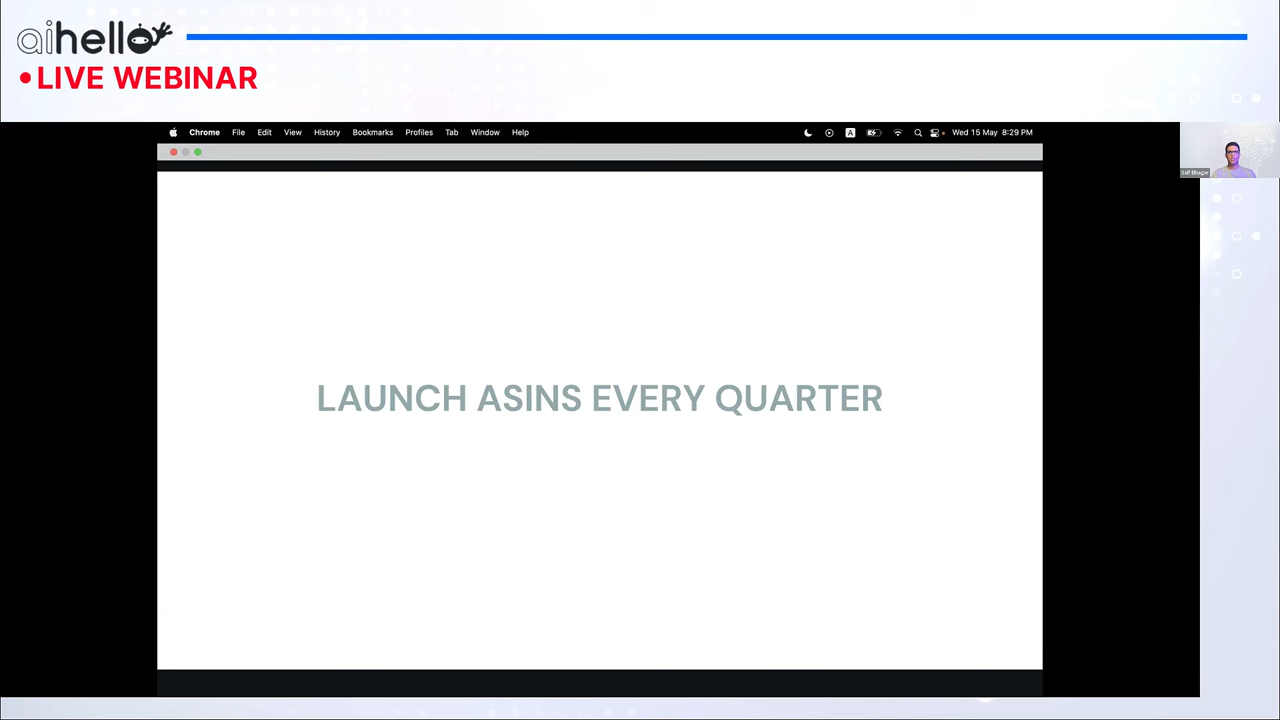 aihello
•LIVE WEBINAR
Chrome File Edit View History Bookmarks Profiles Tab Window Help
A
Wed 15 May 8:29 PM
LAUNCH ASINS EVERY QUARTER